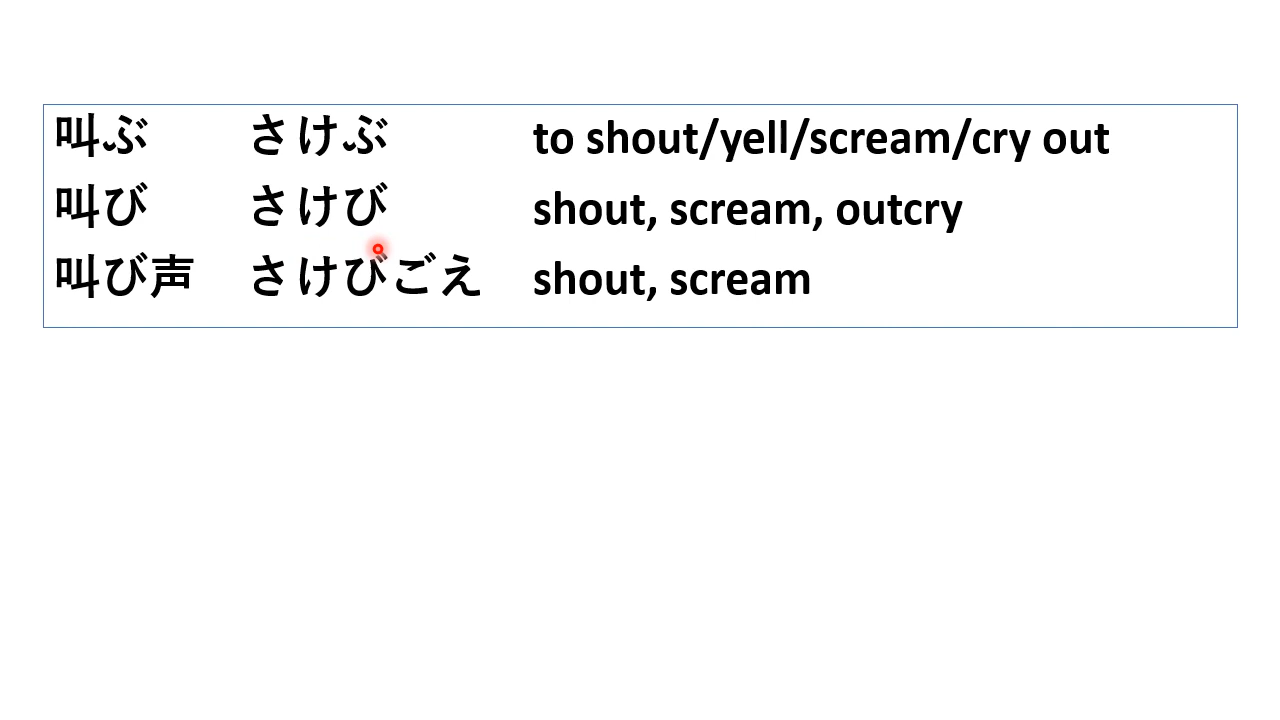 叫ぶ さけぶ to shout/yell/scream/cry out
叫び さけび shout, scream, outcry
叫び声 さけびごえ shout, scream